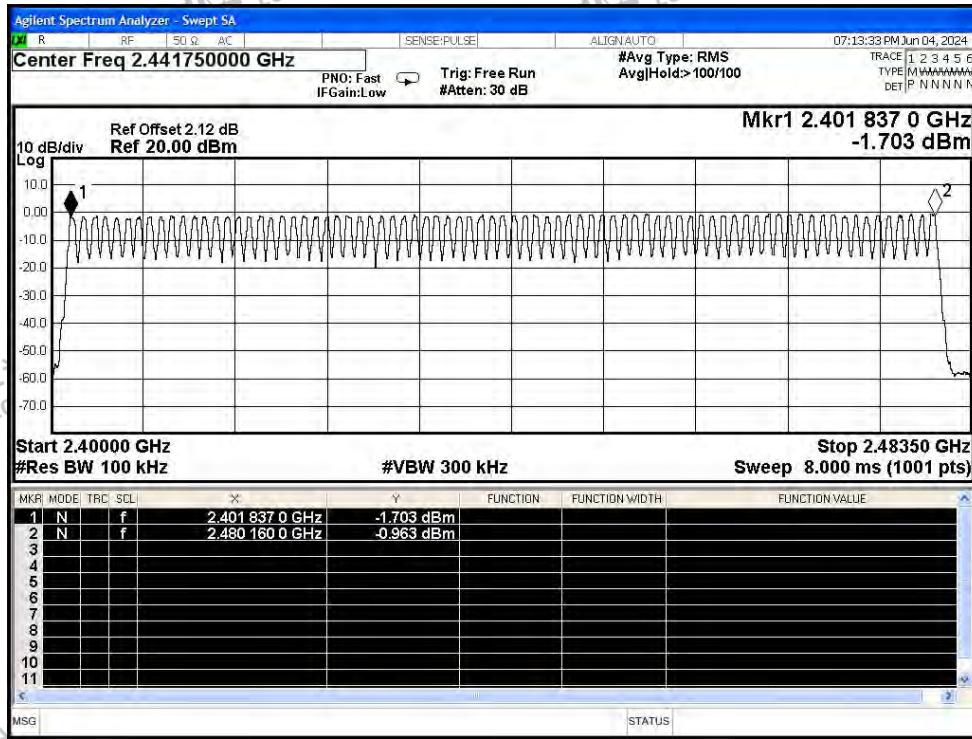 Agilent Spectrum Analyzer - Swept SA
LXI R RF 50 Ω AC SENSE:PULSE ALIGNAUTO 07:13:33 PM Jun 04, 2024
Center Freq 2.441750000 GHz
PNO: Fast
IFGain:Low
Trig: Free Run
#Atten: 30 dB
#Avg Type: RMS
Avg|Hold:>100/100
TRACE 1 2 3 4 5 6
TYPE MWWWWW
DET P N N N N N
Mkr1 2.401 837 0 GHz
-1.703 dBm
Ref Offset 2.12 dB
10 dB/div Ref 20.00 dBm
Log
10.0
0.00
-10.0
-20.0
-30.0
-40.0
-50.0
-60.0
-70.0
1
2
Start 2.40000 GHz Stop 2.48350 GHz
#Res BW 100 kHz #VBW 300 kHz Sweep 8.000 ms (1001 pts)
MKR MODE TRC SCL X Y FUNCTION FUNCTION WIDTH FUNCTION VALUE
1 N f 2.401 837 0 GHz -1.703 dBm
2 N f 2.480 160 0 GHz -0.963 dBm
3
4
5
6
7
8
9
10
11
MSG STATUS